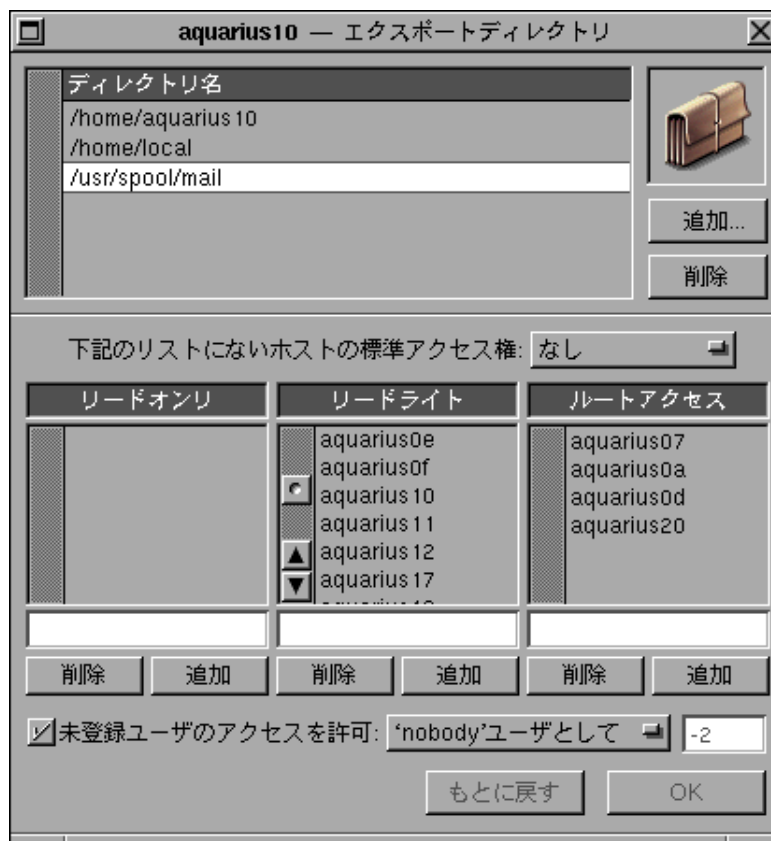 aquarius10 — エクスポートディレクトリ
ディレクトリ名
/home/aquarius10
/home/local
/usr/spool/mail
追加...
削除
下記のリストにないホストの標準アクセス権: なし
リードオンリ リードライト ルートアクセス
aquarius0e aquarius07
aquarius0f aquarius0a
aquarius10 aquarius0d
aquarius11 aquarius20
aquarius12
aquarius17
削除 追加 削除 追加 削除 追加
未登録ユーザのアクセスを許可: ‘nobody’ユーザとして -2
もとに戻す OK